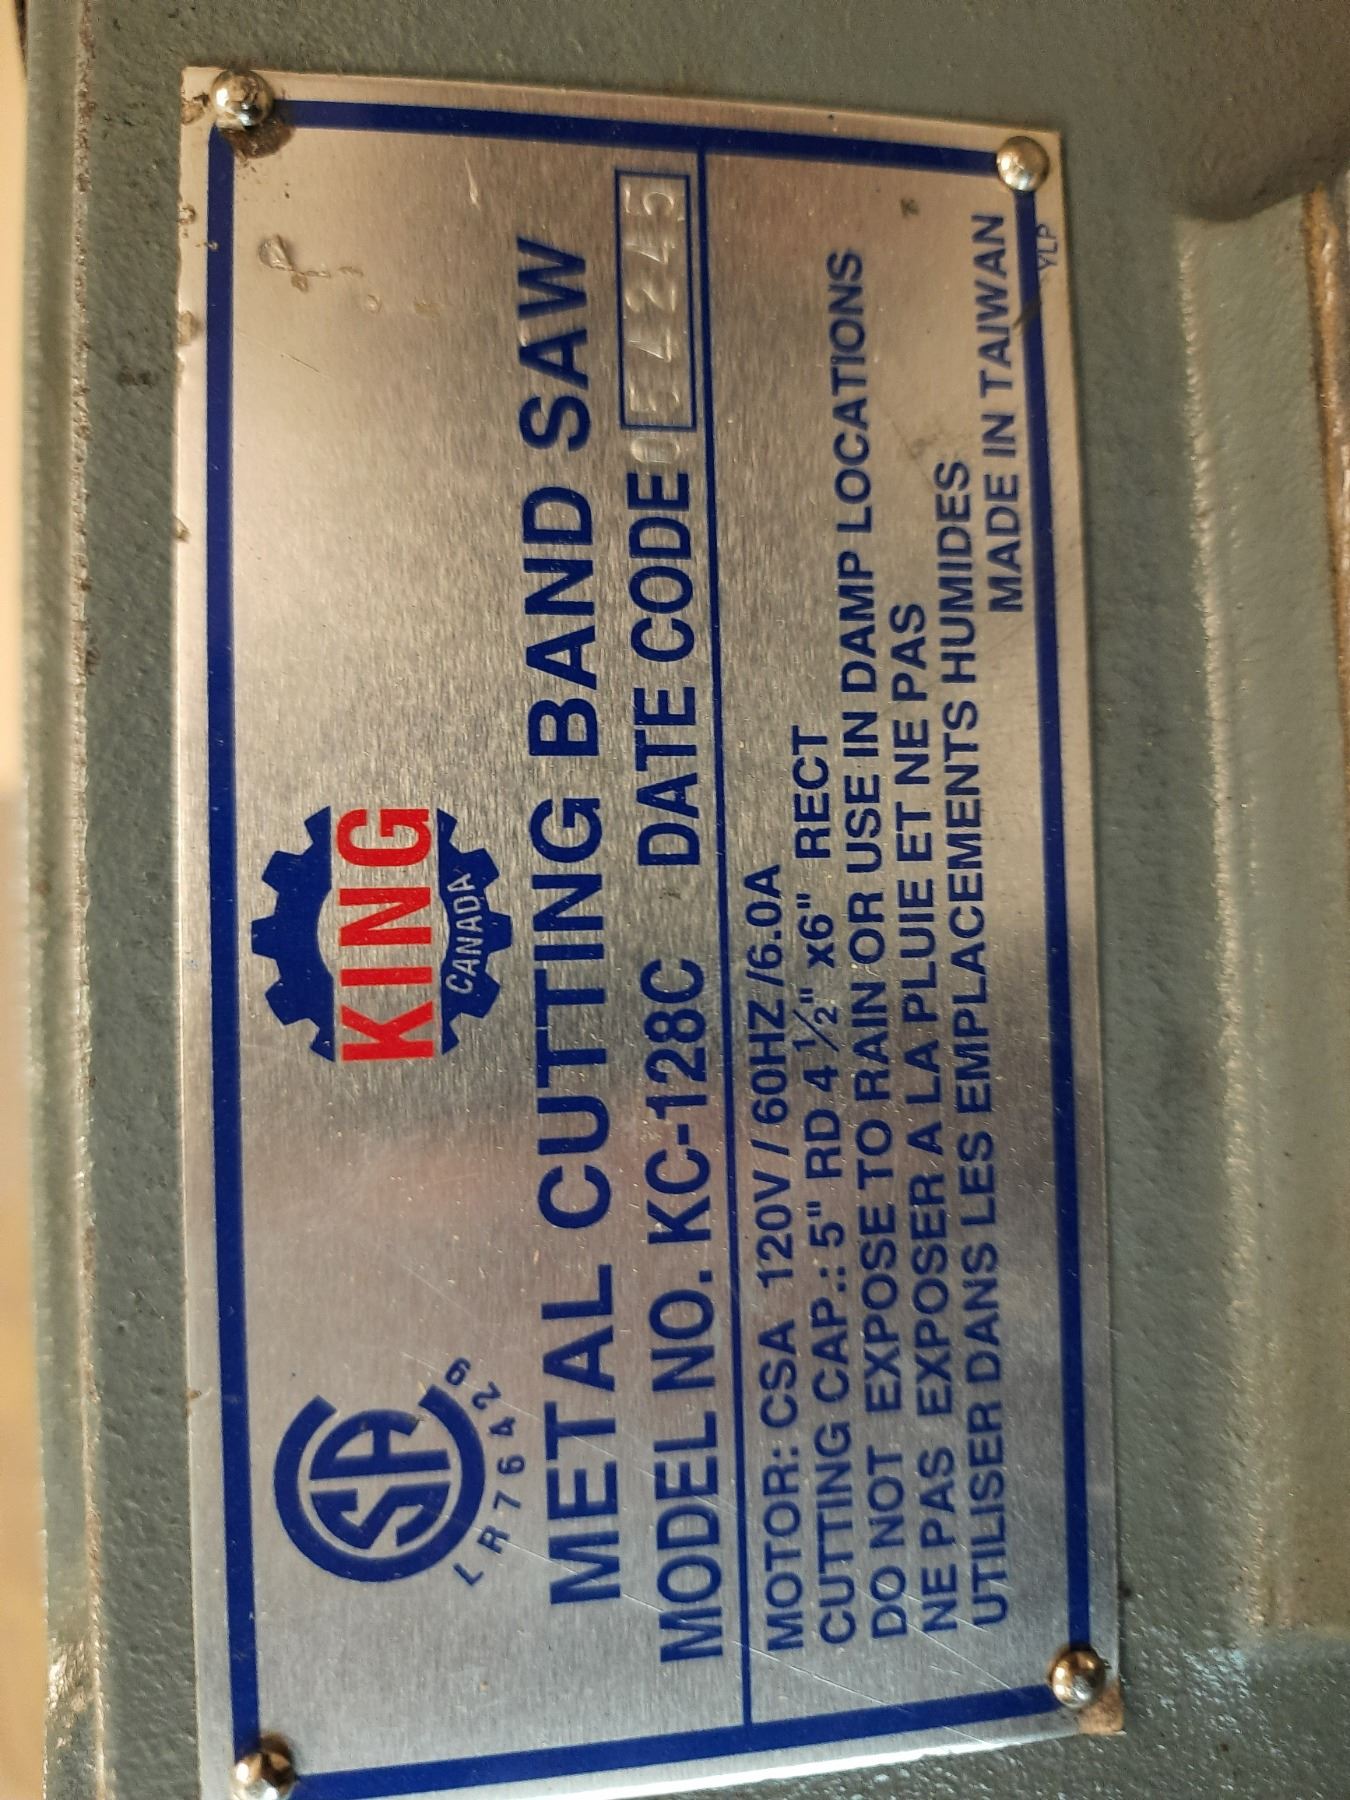 LR76429
KING
CANADA
METAL CUTTING BAND SAW
MODEL NO. KC-128C DATE CODE 054245
MOTOR: CSA 120V / 60HZ /6.0A
CUTTING CAP.: 5" RD 4 1/2" x6" RECT
DO NOT EXPOSE TO RAIN OR USE IN DAMP LOCATIONS
NE PAS EXPOSER A LA PLUIE ET NE PAS
UTILISER DANS LES EMPLACEMENTS HUMIDES
MADE IN TAIWAN
YLP